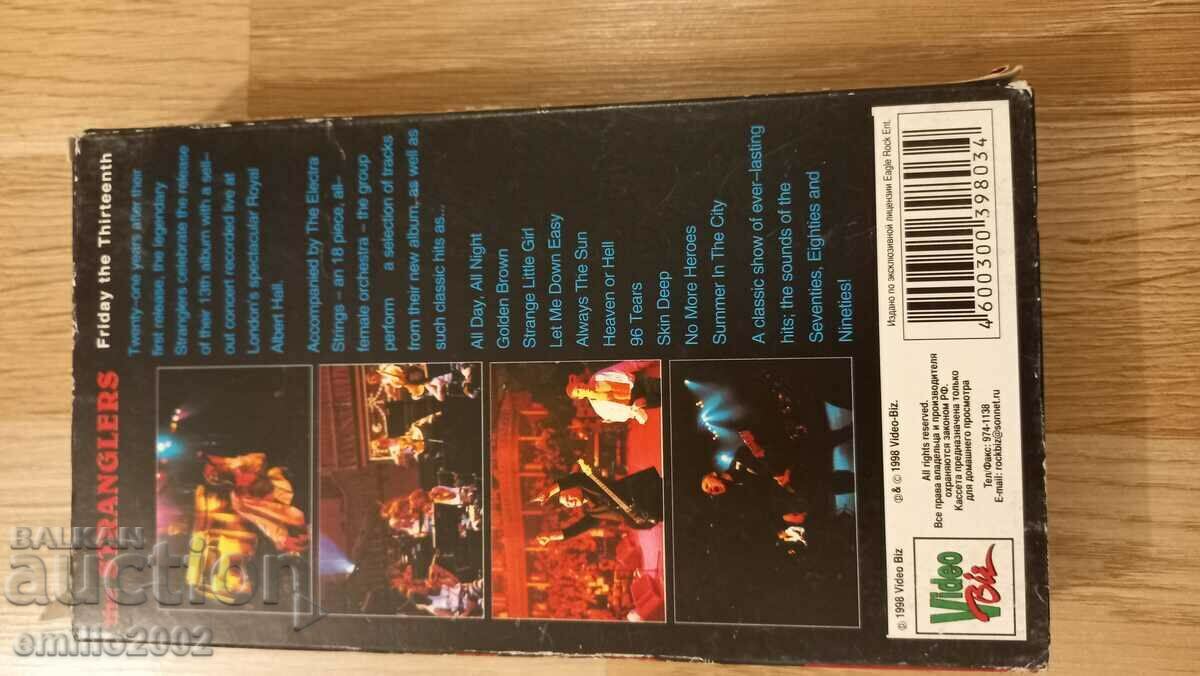 the STRANGLERS Friday the Thirteenth
Twenty-one years after their
first release, the legendary
Stranglers embrace the release
of their 13th album with a sell-
out concert recorded live at
London's spectacular Royal
Albert Hall.
Accompanied by The Electra
Strings - an 18 piece, all-
female orchestra - the group
perform a selection of tracks
from their new album, as well as
such classic hits as...
All Day, All Night
Golden Brown
Strange Little Girl
Let Me Down Easy
Always The Sun
Heaven or Hell
96 Tears
Skin Deep
No More Heroes
Summer In The City
A classic show of ever-lasting
hits; the sounds of the
Seventies, Eighties and
Nineties!
Издано по эксклюзивной лицензии Eagle Rock Ent.
4 600300 398034
℗& © 1998 Video-Biz.
All rights reserved.
Все права владельца и производителя
охраняются законом РФ.
Кассета предназначена только
для домашнего просмотра
Тел/Факс: 974-1138
E-mail: rockbiz@sonnet.ru
© 1998 Video Biz
Video
Biz
BALKAN
auction
emilio2002